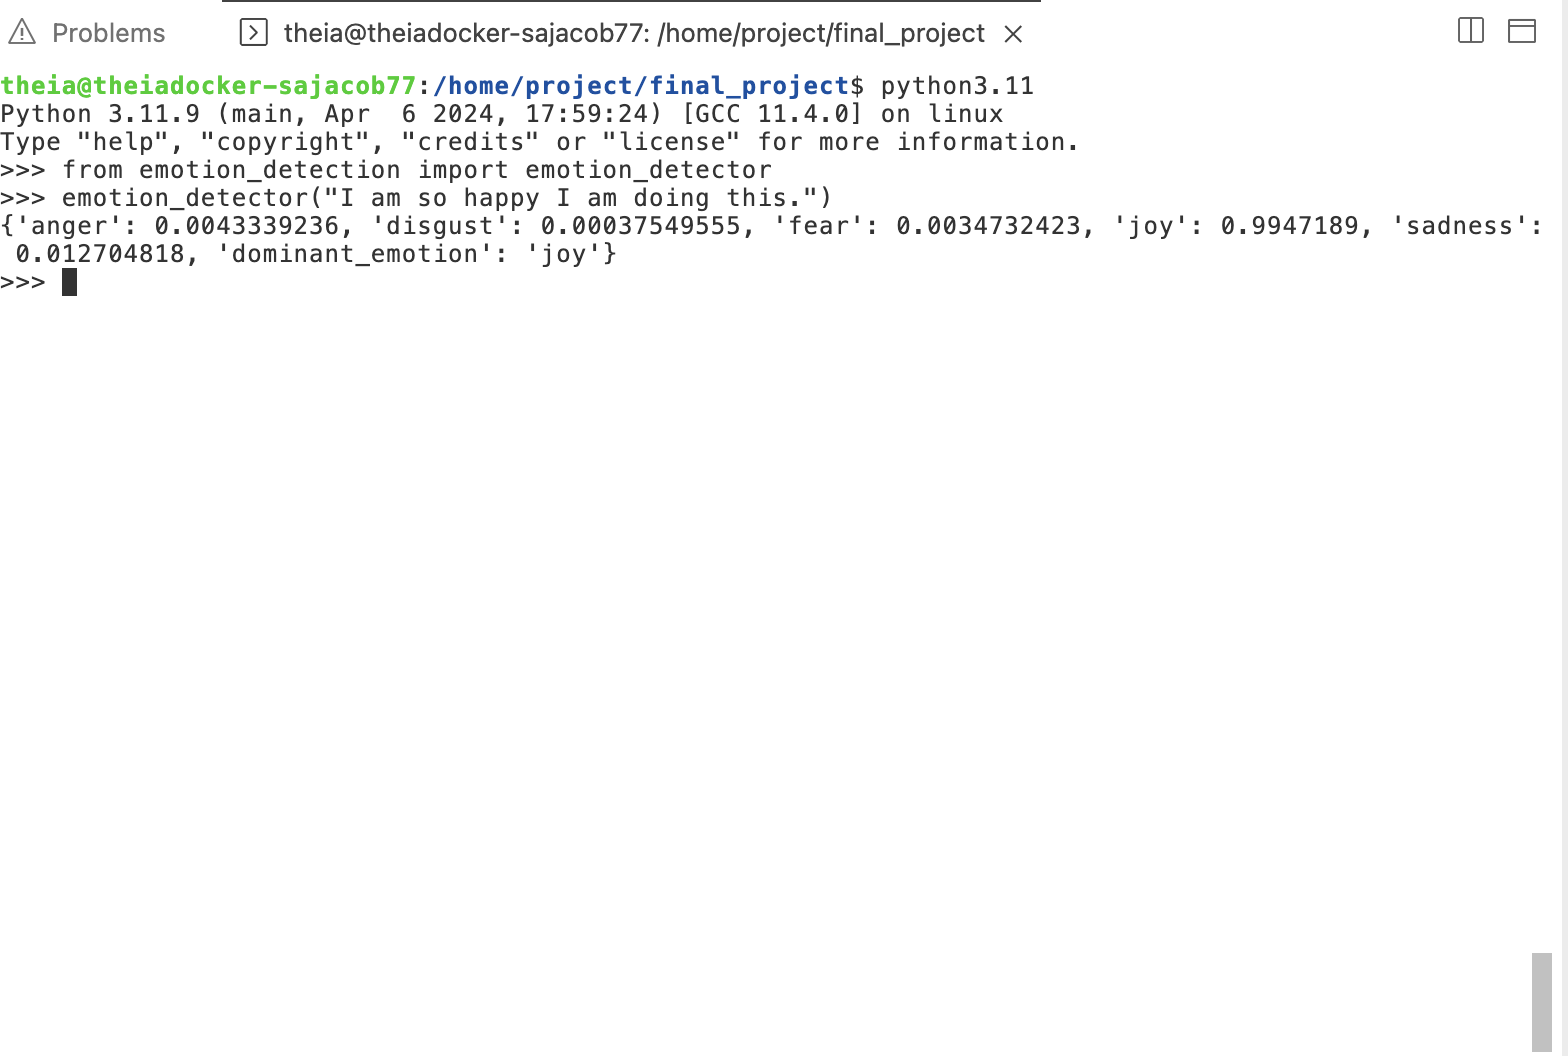 Problems
theia@theiadocker-sajacob77: /home/project/final_project
theia@theiadocker-sajacob77:/home/project/final_project$ python3.11
Python 3.11.9 (main, Apr  6 2024, 17:59:24) [GCC 11.4.0] on linux
Type "help", "copyright", "credits" or "license" for more information.
>>> from emotion_detection import emotion_detector
>>> emotion_detector("I am so happy I am doing this.")
{'anger': 0.0043339236, 'disgust': 0.00037549555, 'fear': 0.0034732423, 'joy': 0.9947189, 'sadness':
 0.012704818, 'dominant_emotion': 'joy'}
>>>